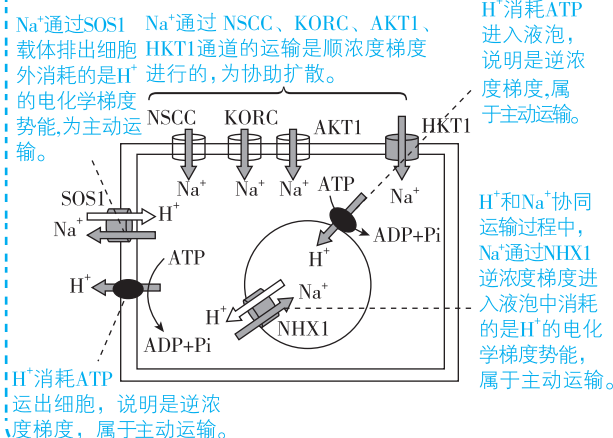 Na⁺通过SOS1
载体排出细胞
外消耗的是H⁺
的电化学梯度
势能,为主动运
输。
Na⁺通过 NSCC、KORC、AKT1、
HKT1通道的运输是顺浓度梯度
进行的,为协助扩散。
H⁺消耗ATP
进入液泡,
说明是逆浓
度梯度,属
于主动运输。
NSCC
KORC
AKT1
HKT1
Na⁺
Na⁺
Na⁺
Na⁺
SOS1
H⁺
Na⁺
ATP
ADP+Pi
H⁺
H⁺
ATP
ADP+Pi
Na⁺
H⁺
NHX1
H⁺和Na⁺协同
运输过程中,
Na⁺通过NHX1
逆浓度梯度进
入液泡中消耗
的是H⁺的电化
学梯度势能,
属于主动运输。
H⁺消耗ATP
运出细胞，说明是逆浓
度梯度，属于主动运输。